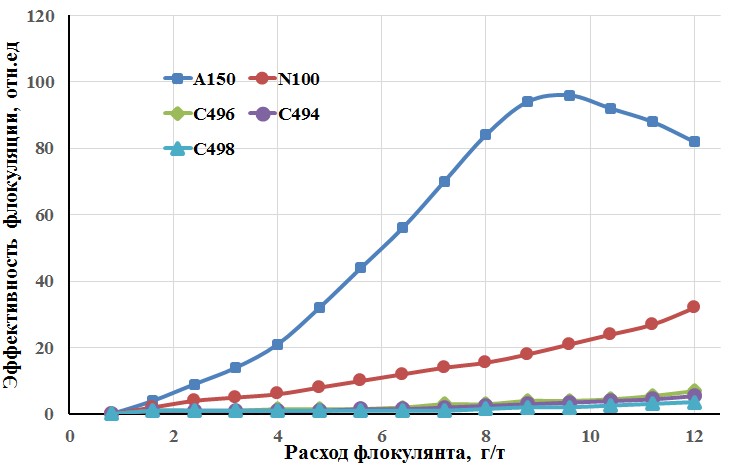 Эффективность флокуляции, отн.ед
120
100
80
60
40
20
0
A150 N100
C496 C494
C498
0 2 4 6 8 10 12
Расход флокулянта, г/т